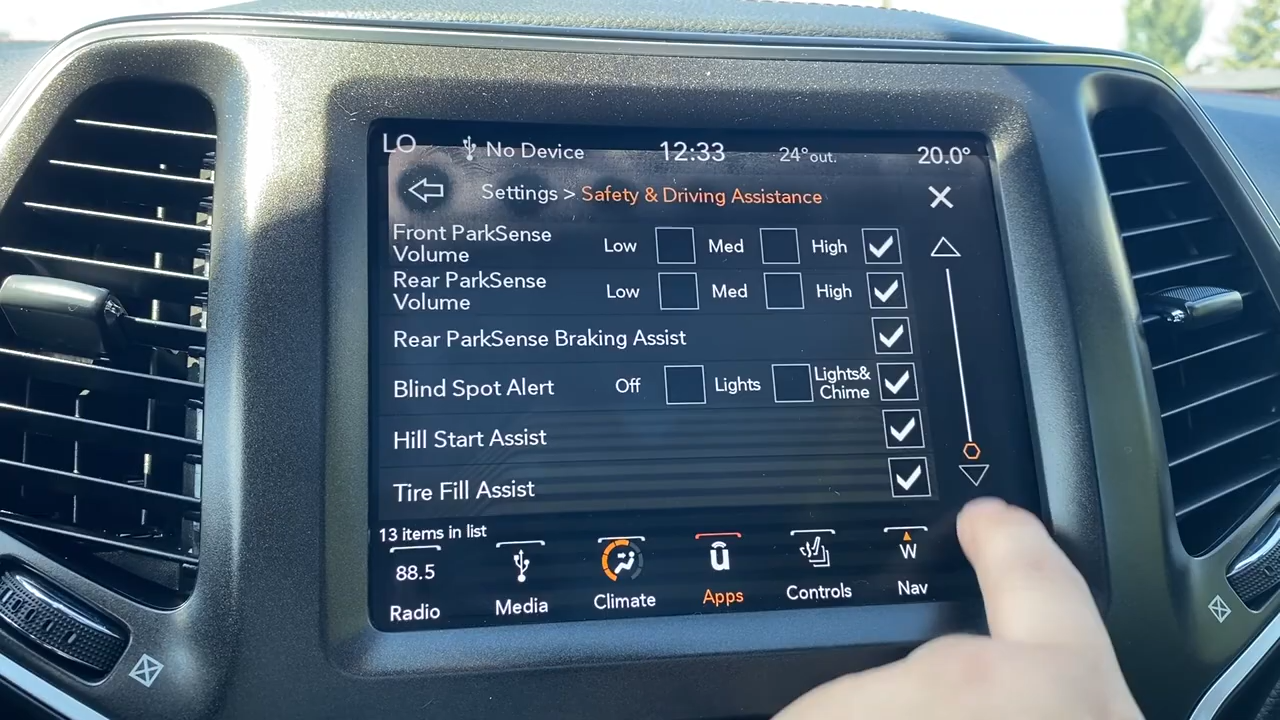 LO No Device 12:33 24°out. 20.0°
Settings > Safety & Driving Assistance
Front ParkSense
Volume
Low Med High
Rear ParkSense
Volume
Low Med High
Rear ParkSense Braking Assist
Blind Spot Alert Off Lights
Lights&
Chime
Hill Start Assist
Tire Fill Assist
13 items in list
88.5 W
Radio Media Climate Apps Controls Nav